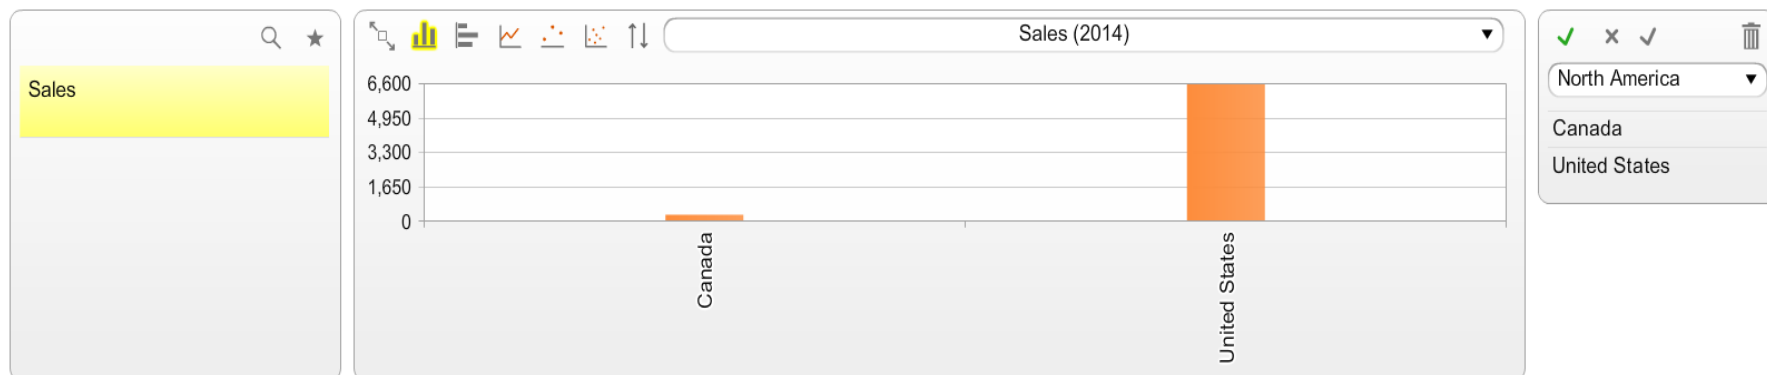 Sales
Sales (2014)
6,600
4,950
3,300
1,650
0
Canada
United States
North America
Canada
United States